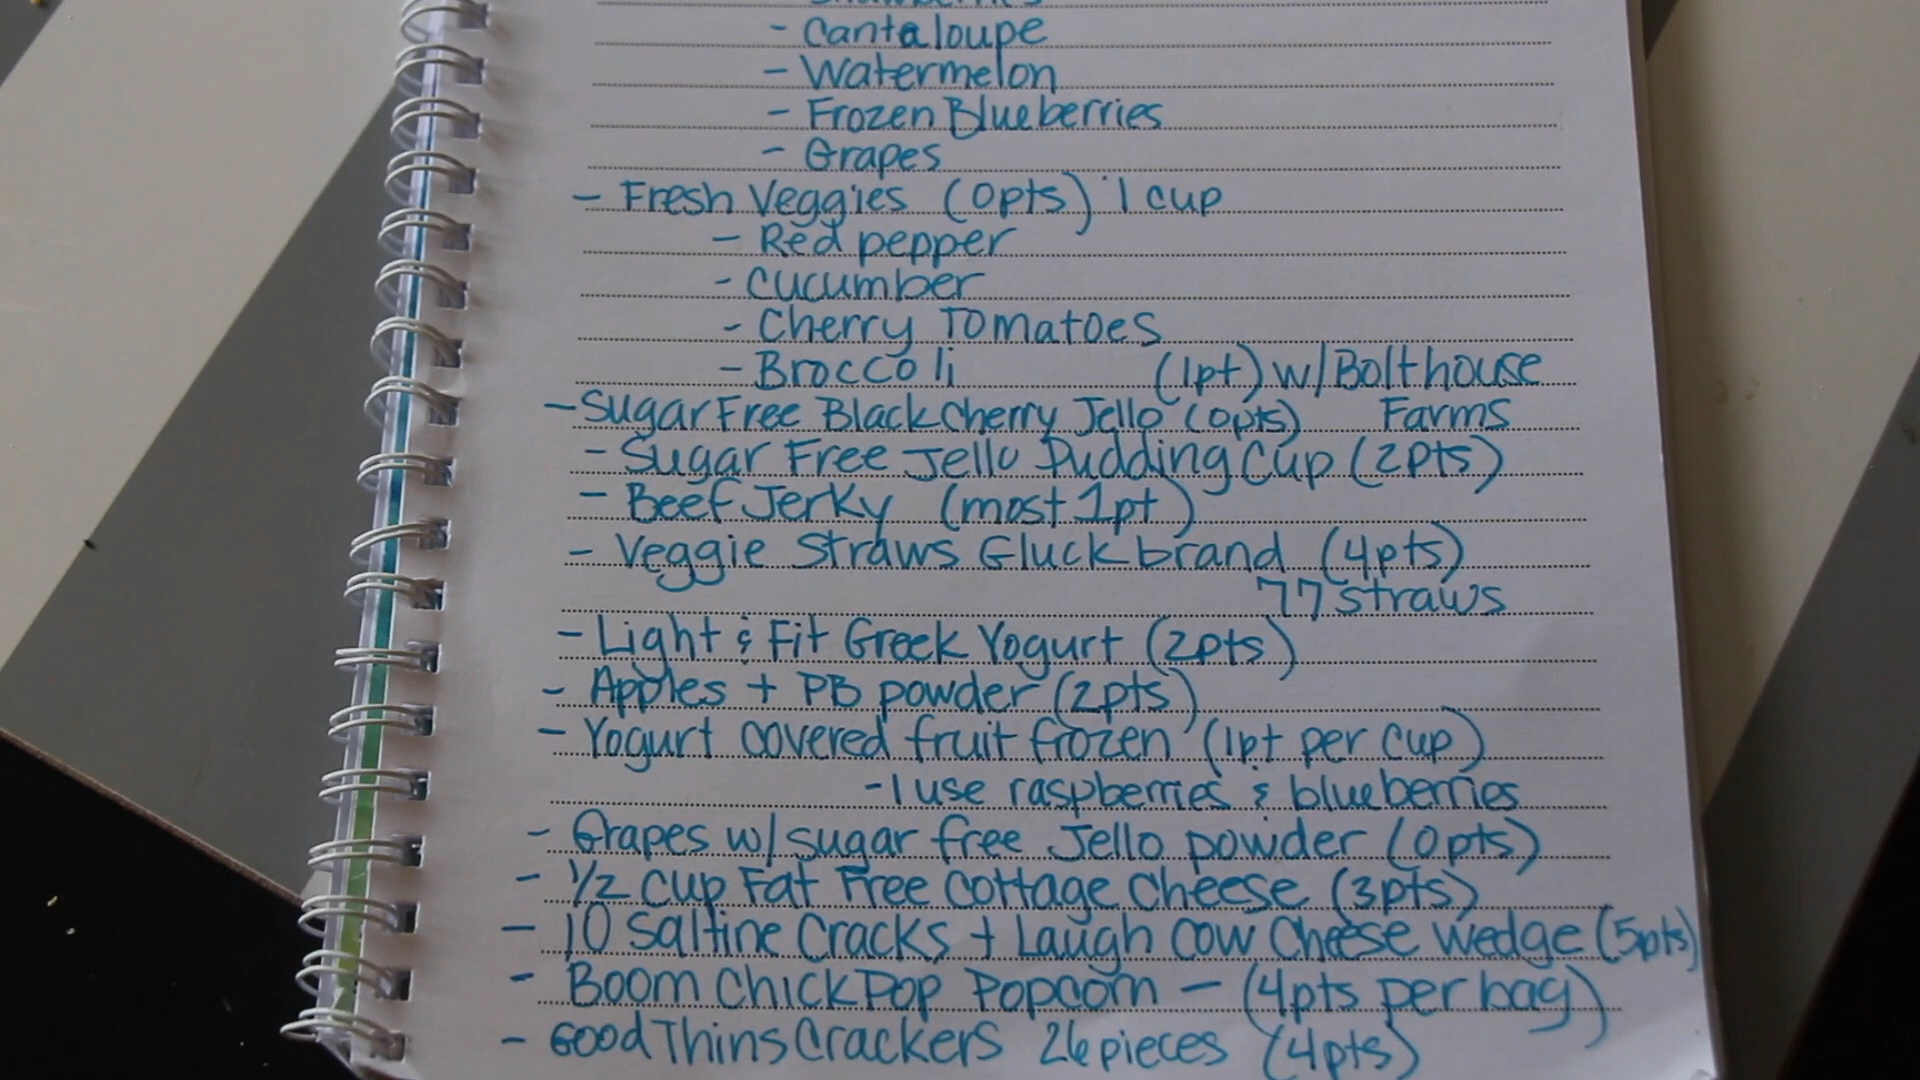 - Cantaloupe
- Watermelon
- Frozen Blueberries
- Grapes
- Fresh Veggies (0pts) 1 cup
- Red pepper
- Cucumber
- Cherry Tomatoes
- Broccoli (1pt) w/Bolthouse
- Sugar Free Black Cherry Jello (0pts) Farms
- Sugar Free Jello Pudding Cup (2pts)
- Beef Jerky (most 1pt)
- Veggie Straws Gluck brand (4pts)
77 straws
- Light & Fit Greek Yogurt (2pts)
- Apples + PB powder (2pts)
- Yogurt covered fruit frozen (1pt per cup)
- I use raspberries & blueberries
- Grapes w/ sugar free Jello powder (0pts)
- 1/2 cup Fat Free Cottage Cheese (3pts)
- 10 Saltine Cracks + Laugh Cow Cheese wedge (5pts)
- Boom Chick Pop Popcorn - (4pts per bag)
- Good Thins Crackers 26 pieces (4pts)